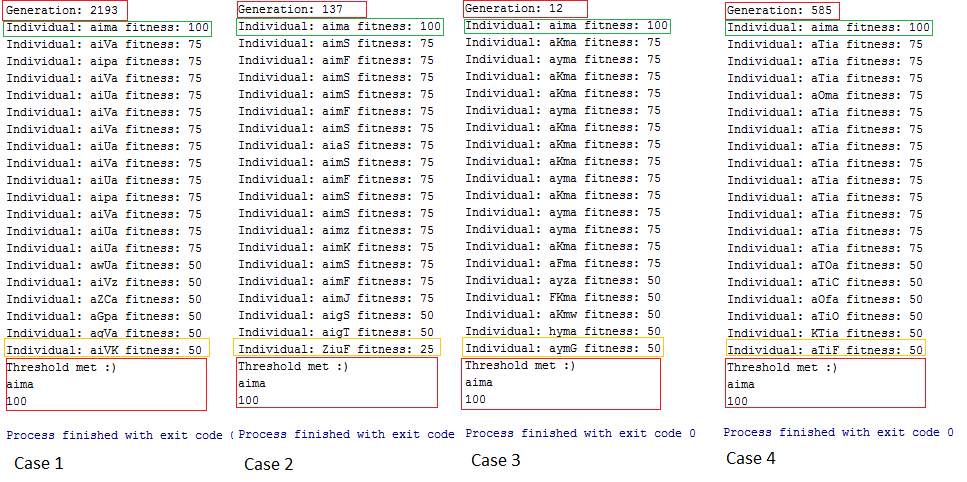 Generation: 2193
Individual: aima fitness: 100
Individual: aiVa fitness: 75
Individual: aipa fitness: 75
Individual: aiVa fitness: 75
Individual: aiUa fitness: 75
Individual: aiVa fitness: 75
Individual: aiVa fitness: 75
Individual: aiUa fitness: 75
Individual: aiVa fitness: 75
Individual: aiUa fitness: 75
Individual: aipa fitness: 75
Individual: aiVa fitness: 75
Individual: aiUa fitness: 75
Individual: aiUa fitness: 75
Individual: awUa fitness: 50
Individual: aiVz fitness: 50
Individual: aZCa fitness: 50
Individual: aGpa fitness: 50
Individual: aqVa fitness: 50
Individual: aiVK fitness: 50
Threshold met :)
aima
100
Process finished with exit code
Case 1
Generation: 137
Individual: aima fitness: 100
Individual: aimS fitness: 75
Individual: aimF fitness: 75
Individual: aimS fitness: 75
Individual: aimS fitness: 75
Individual: aimF fitness: 75
Individual: aimS fitness: 75
Individual: aiaS fitness: 75
Individual: aimS fitness: 75
Individual: aimF fitness: 75
Individual: aimS fitness: 75
Individual: aimS fitness: 75
Individual: aimz fitness: 75
Individual: aimK fitness: 75
Individual: aimS fitness: 75
Individual: aimF fitness: 75
Individual: aimJ fitness: 75
Individual: aigS fitness: 50
Individual: aigT fitness: 50
Individual: ZiuF fitness: 25
Threshold met :)
aima
100
Process finished with exit code
Case 2
Generation: 12
Individual: aima fitness: 100
Individual: aKma fitness: 75
Individual: ayma fitness: 75
Individual: aKma fitness: 75
Individual: aKma fitness: 75
Individual: ayma fitness: 75
Individual: aKma fitness: 75
Individual: aKma fitness: 75
Individual: aKma fitness: 75
Individual: ayma fitness: 75
Individual: aKma fitness: 75
Individual: ayma fitness: 75
Individual: ayma fitness: 75
Individual: aKma fitness: 75
Individual: aFma fitness: 75
Individual: ayza fitness: 50
Individual: FKma fitness: 50
Individual: aKmw fitness: 50
Individual: hyma fitness: 50
Individual: aymG fitness: 50
Threshold met :)
aima
100
Process finished with exit code 0
Case 3
Generation: 585
Individual: aima fitness: 100
Individual: aTia fitness: 75
Individual: aTia fitness: 75
Individual: aTia fitness: 75
Individual: aOma fitness: 75
Individual: aTia fitness: 75
Individual: aTia fitness: 75
Individual: aTia fitness: 75
Individual: aTia fitness: 75
Individual: aTia fitness: 75
Individual: aTia fitness: 75
Individual: aTia fitness: 75
Individual: aTia fitness: 75
Individual: aTia fitness: 75
Individual: aTOa fitness: 50
Individual: aTiC fitness: 50
Individual: aOfa fitness: 50
Individual: aTiO fitness: 50
Individual: KTia fitness: 50
Individual: aTiF fitness: 50
Threshold met :)
aima
100
Process finished with exit code 0
Case 4